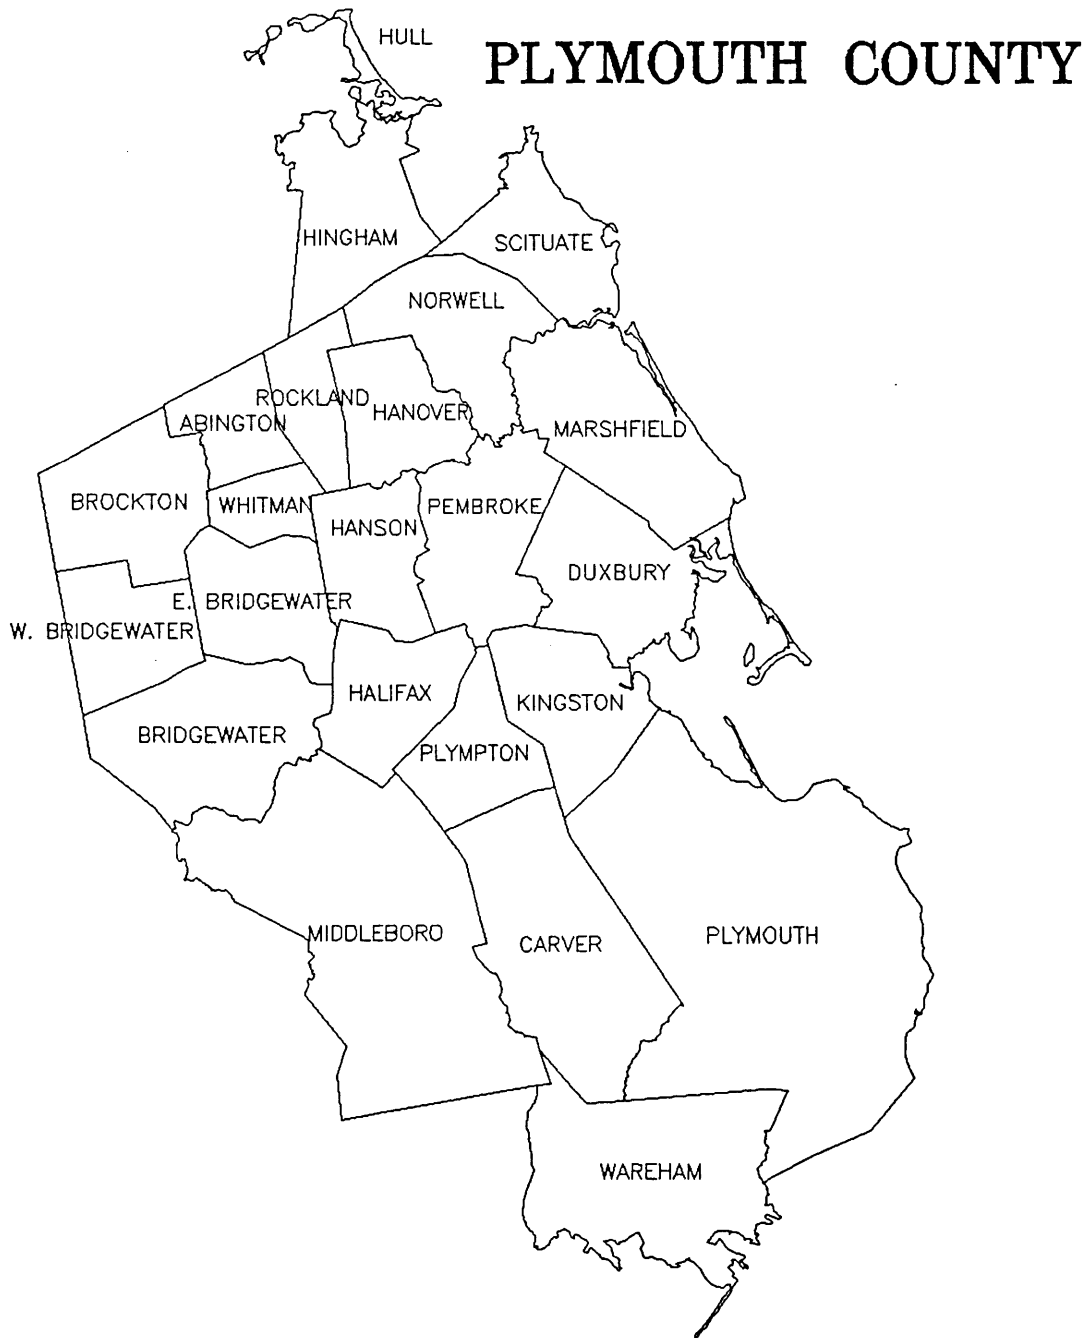 HULL
PLYMOUTH COUNTY
HINGHAM
SCITUATE
NORWELL
ROCKLAND
HANOVER
ABINGTON
MARSHFIELD
BROCKTON
WHITMAN
PEMBROKE
HANSON
DUXBURY
E. BRIDGEWATER
W. BRIDGEWATER
HALIFAX
KINGSTON
BRIDGEWATER
PLYMPTON
MIDDLEBORO
CARVER
PLYMOUTH
WAREHAM